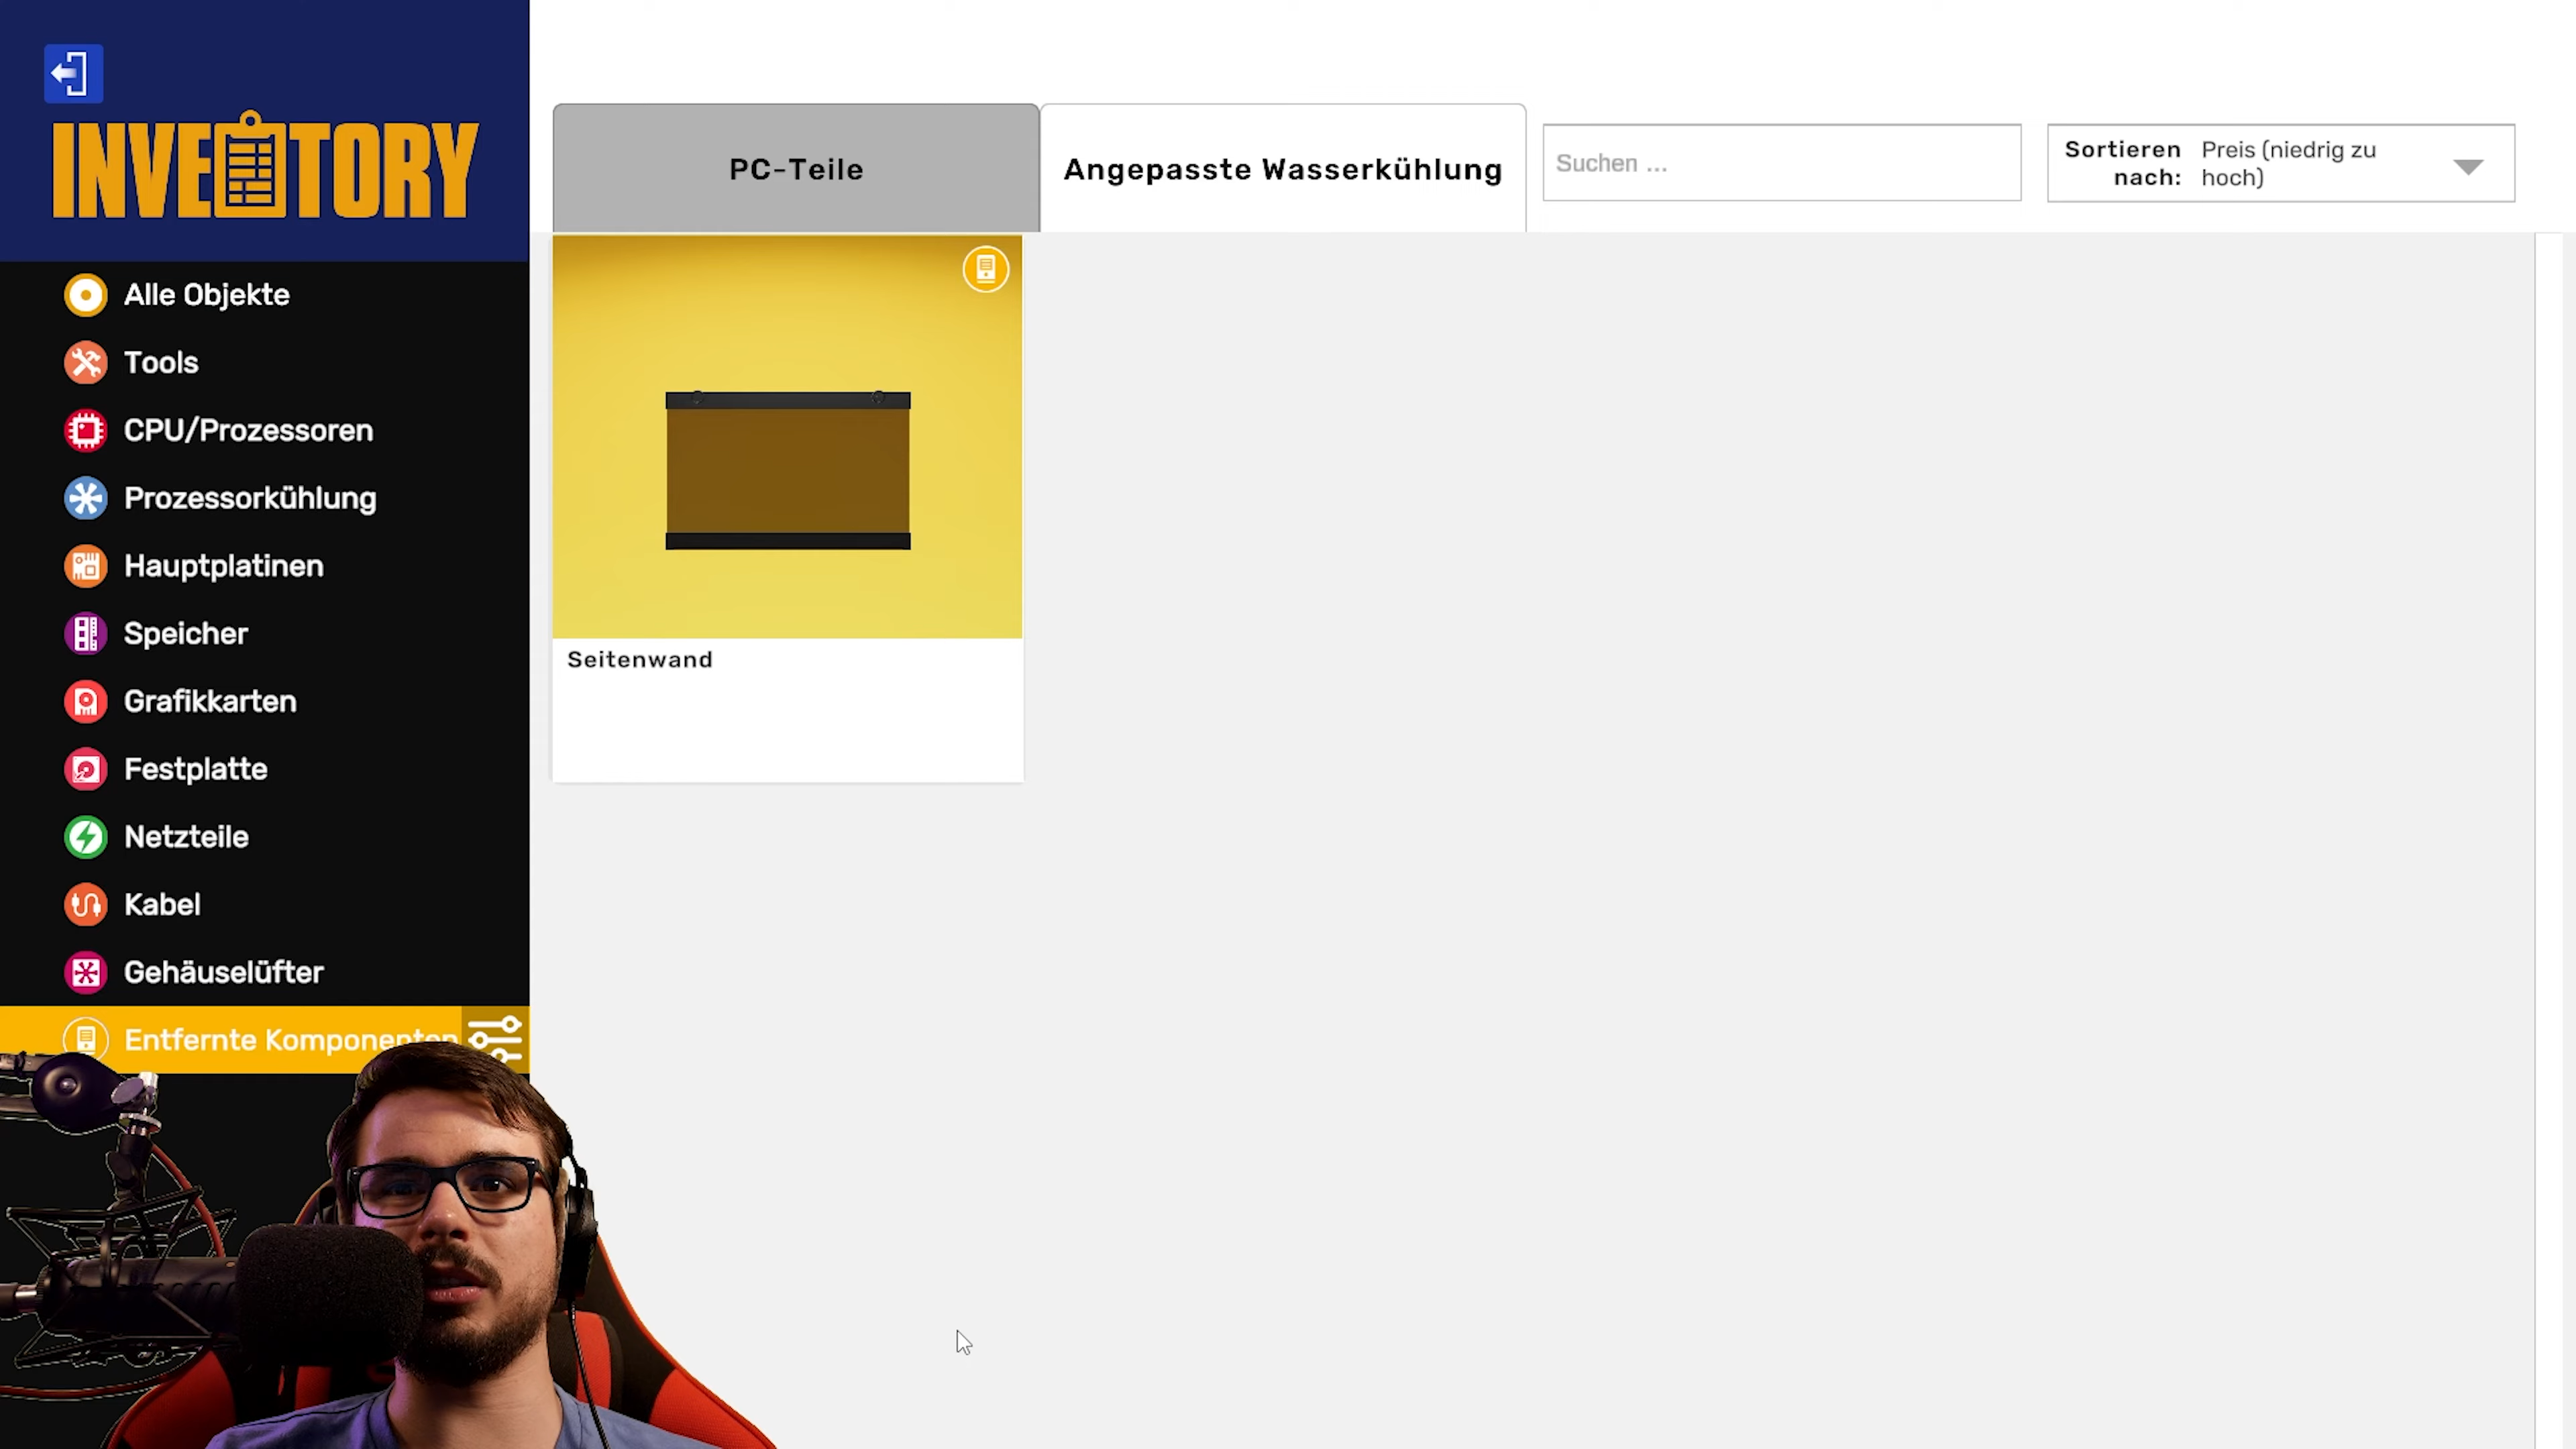 INVENTORY
Alle Objekte
Tools
CPU/Prozessoren
Prozessorkühlung
Hauptplatinen
Speicher
Grafikkarten
Festplatte
Netzteile
Kabel
Gehäuselüfter
Entfernte Komponenten
PC-Teile
Angepasste Wasserkühlung
Suchen ...
Sortieren nach:
Preis (niedrig zu hoch)
Seitenwand